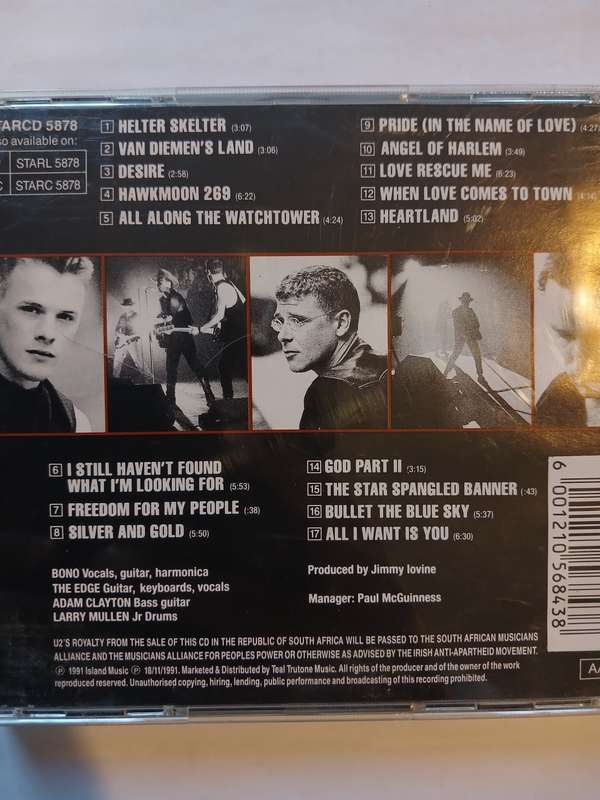 TARCD 5878
so available on:
STARL 5878
C STARC 5878
1 HELTER SKELTER (3:07)
2 VAN DIEMEN'S LAND (3:06)
3 DESIRE (2:58)
4 HAWKMOON 269 (6:22)
5 ALL ALONG THE WATCHTOWER (4:24)
9 PRIDE (IN THE NAME OF LOVE) (4:27)
10 ANGEL OF HARLEM (3:49)
11 LOVE RESCUE ME (6:23)
12 WHEN LOVE COMES TO TOWN
13 HEARTLAND (5:02)
6 I STILL HAVEN'T FOUND
WHAT I'M LOOKING FOR (5:53)
7 FREEDOM FOR MY PEOPLE (:38)
8 SILVER AND GOLD (5:50)
14 GOD PART II (3:15)
15 THE STAR SPANGLED BANNER (:43)
16 BULLET THE BLUE SKY (5:37)
17 ALL I WANT IS YOU (6:30)
BONO Vocals, guitar, harmonica
THE EDGE Guitar, keyboards, vocals
ADAM CLAYTON Bass guitar
LARRY MULLEN Jr Drums
Produced by Jimmy Iovine
Manager: Paul McGuinness
6 001210 568438
U2'S ROYALTY FROM THE SALE OF THIS CD IN THE REPUBLIC OF SOUTH AFRICA WILL BE PASSED TO THE SOUTH AFRICAN MUSICIANS
ALLIANCE AND THE MUSICIANS ALLIANCE FOR PEOPLES POWER OR OTHERWISE AS ADVISED BY THE IRISH ANTI-APARTHEID MOVEMENT.
Ⓟ 1991 Island Music Ⓟ 18/11/1991. Marketed & Distributed by Teal Trutone Music. All rights of the producer and of the owner of the work
reproduced reserved. Unauthorised copying, hiring, lending, public performance and broadcasting of this recording prohibited.